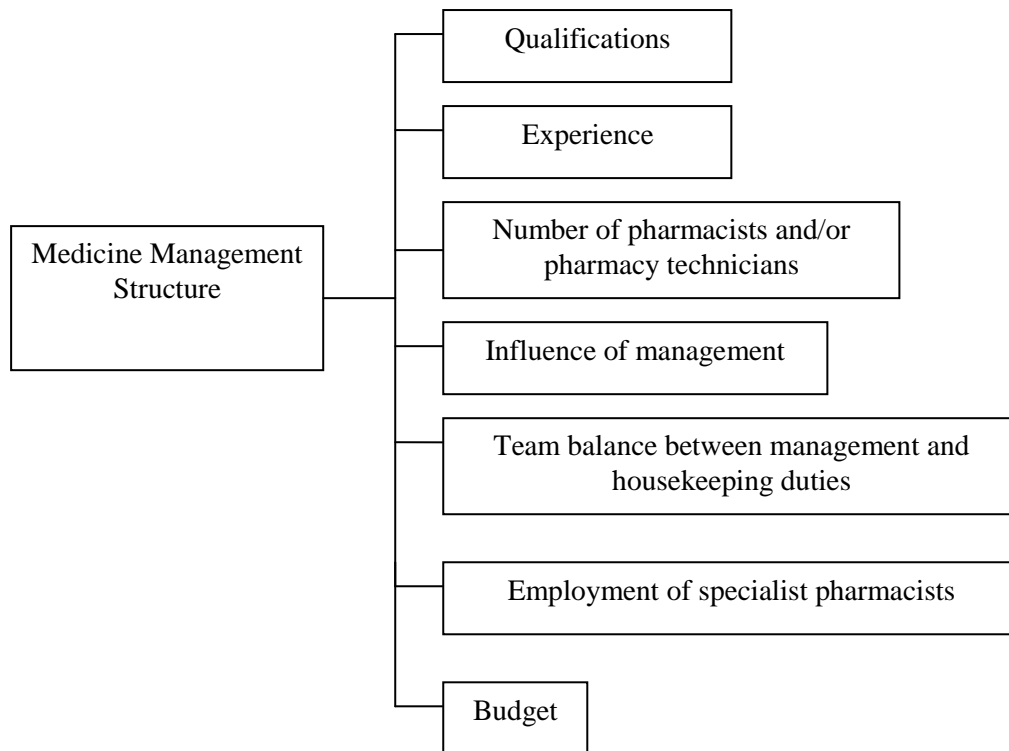 Qualifications
Experience
Number of pharmacists and/or
pharmacy technicians
Medicine Management
Structure
Influence of management
Team balance between management and
housekeeping duties
Employment of specialist pharmacists
Budget